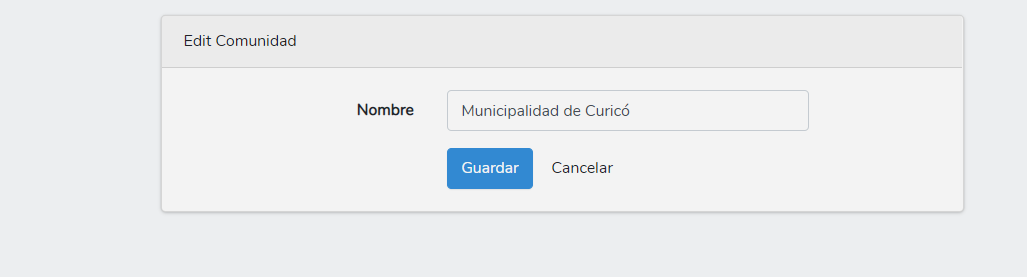 Edit Comunidad
Nombre Municipalidad de Curicó
Guardar Cancelar